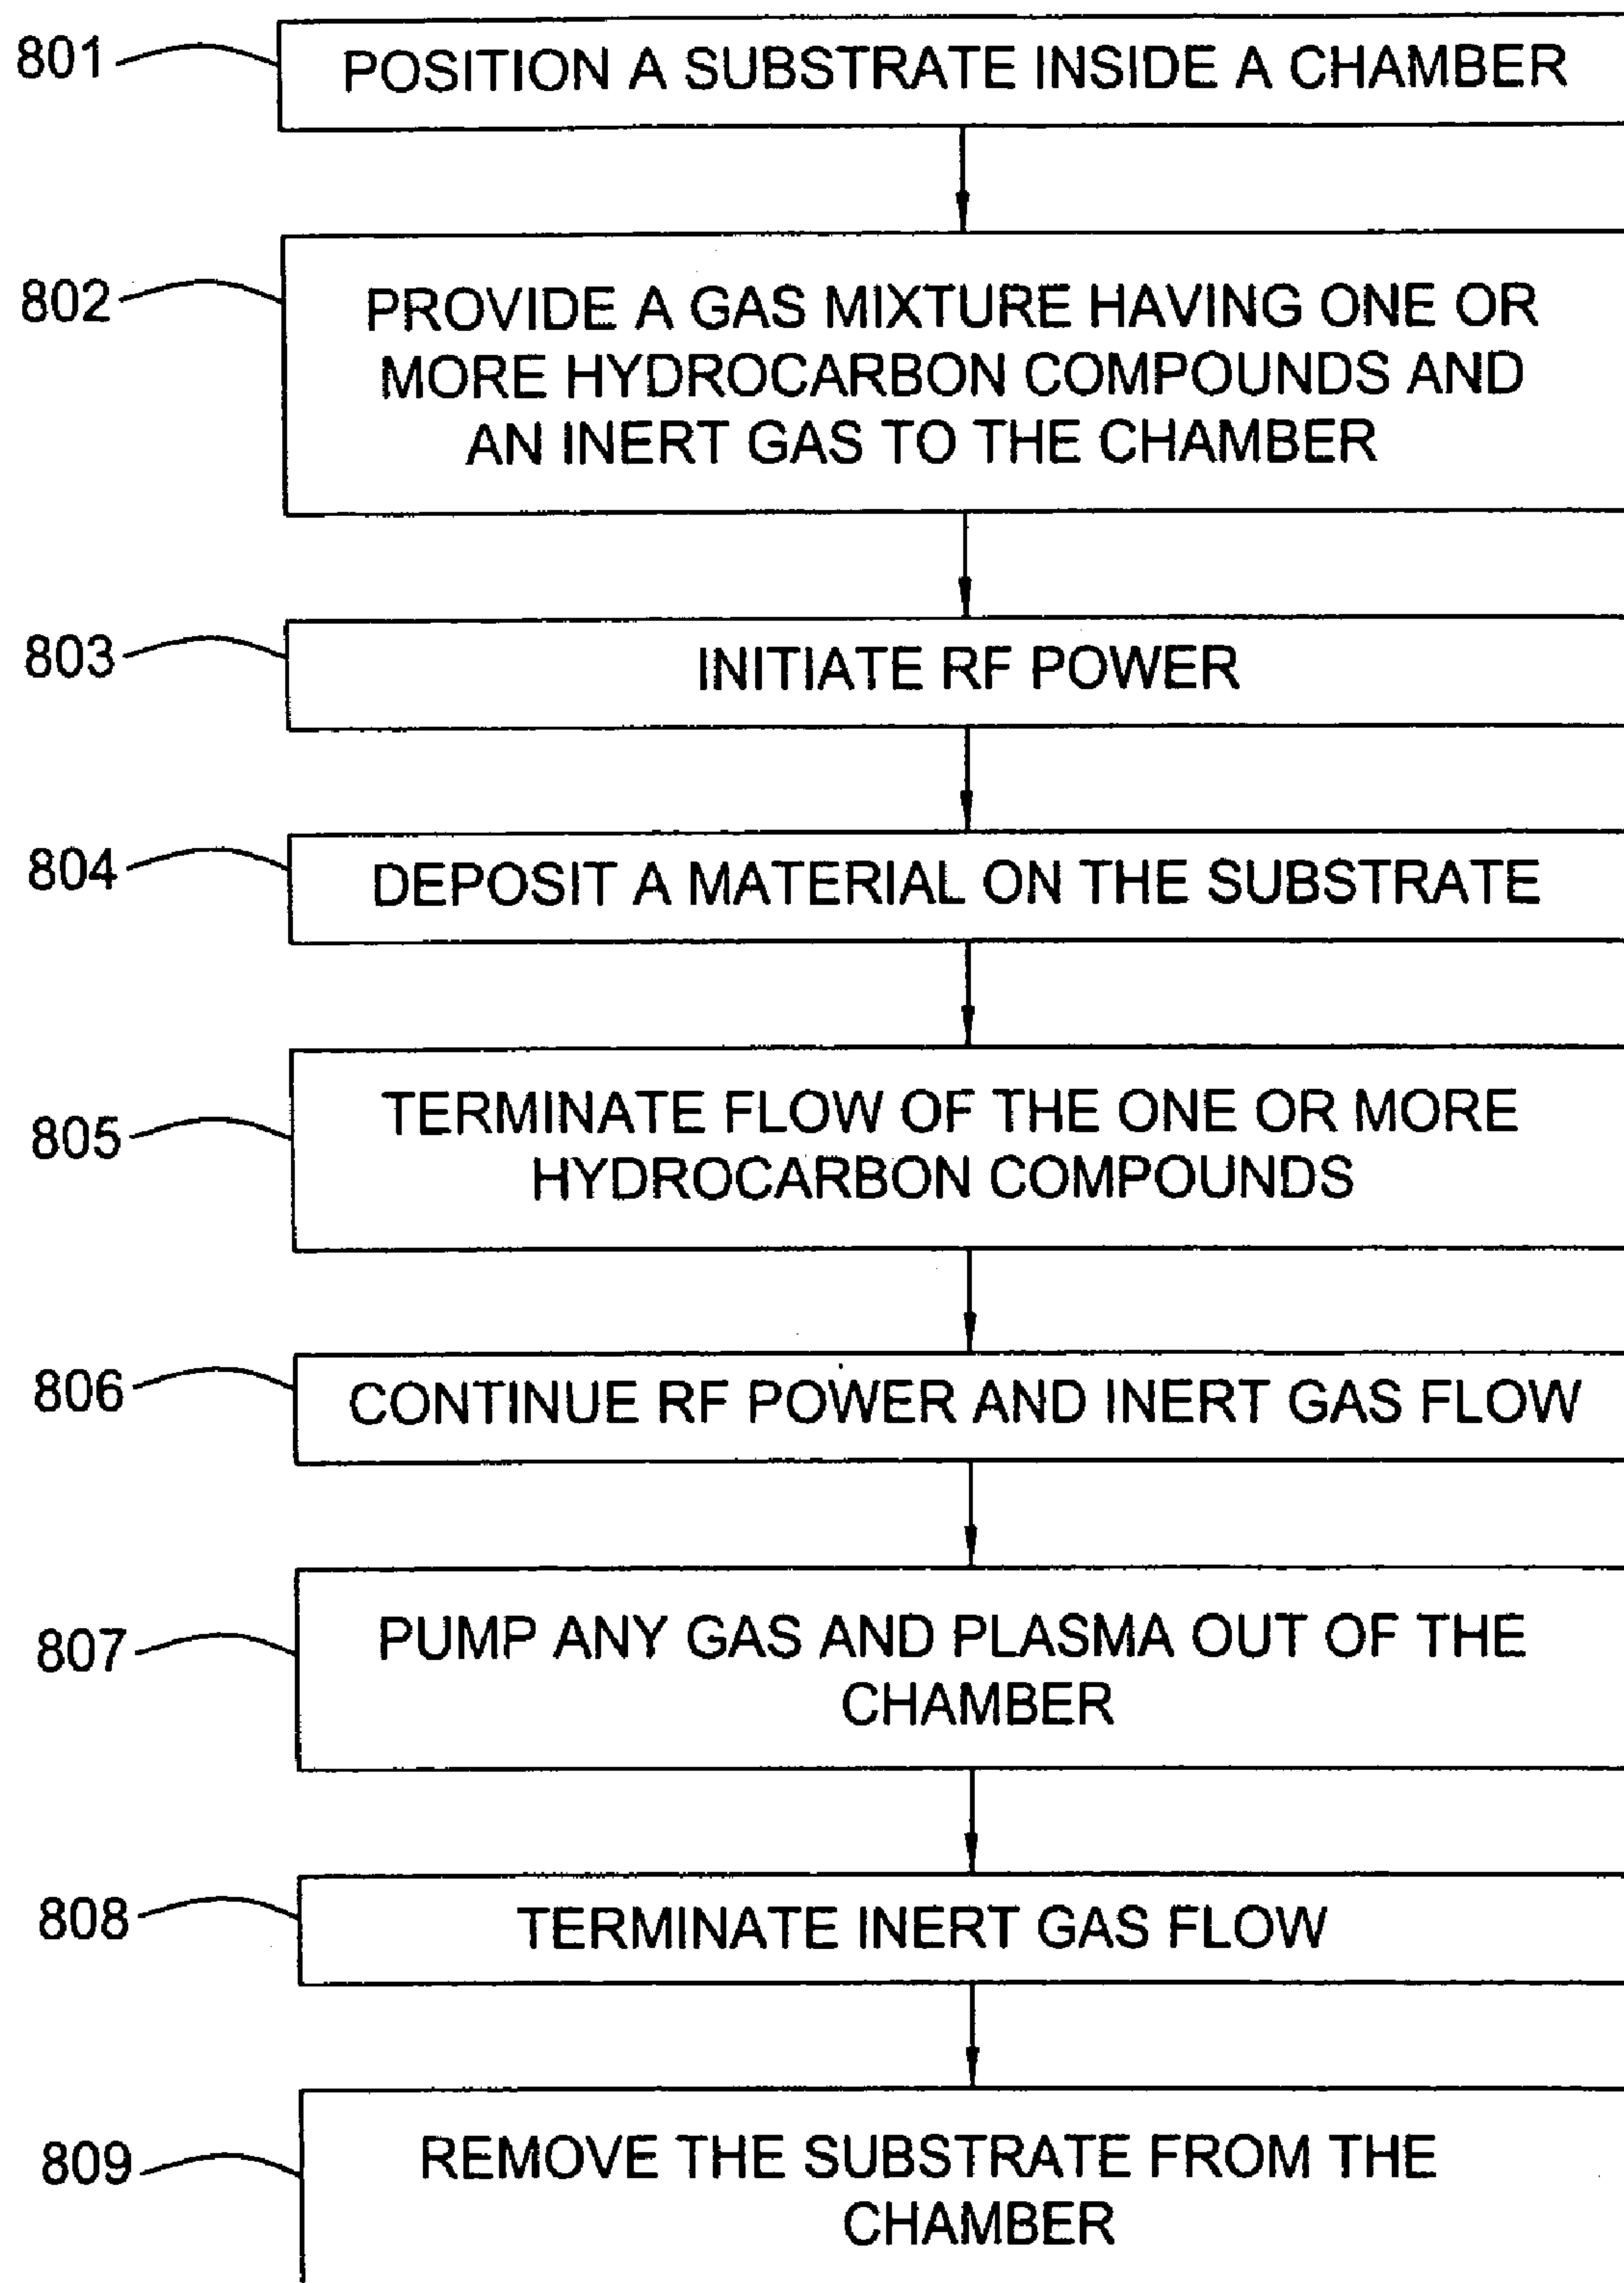 801
POSITION A SUBSTRATE INSIDE A CHAMBER
802
PROVIDE A GAS MIXTURE HAVING ONE OR
MORE HYDROCARBON COMPOUNDS AND
AN INERT GAS TO THE CHAMBER
803
INITIATE RF POWER
804
DEPOSIT A MATERIAL ON THE SUBSTRATE
805
TERMINATE FLOW OF THE ONE OR MORE
HYDROCARBON COMPOUNDS
806
CONTINUE RF POWER AND INERT GAS FLOW
807
PUMP ANY GAS AND PLASMA OUT OF THE
CHAMBER
808
TERMINATE INERT GAS FLOW
809
REMOVE THE SUBSTRATE FROM THE
CHAMBER